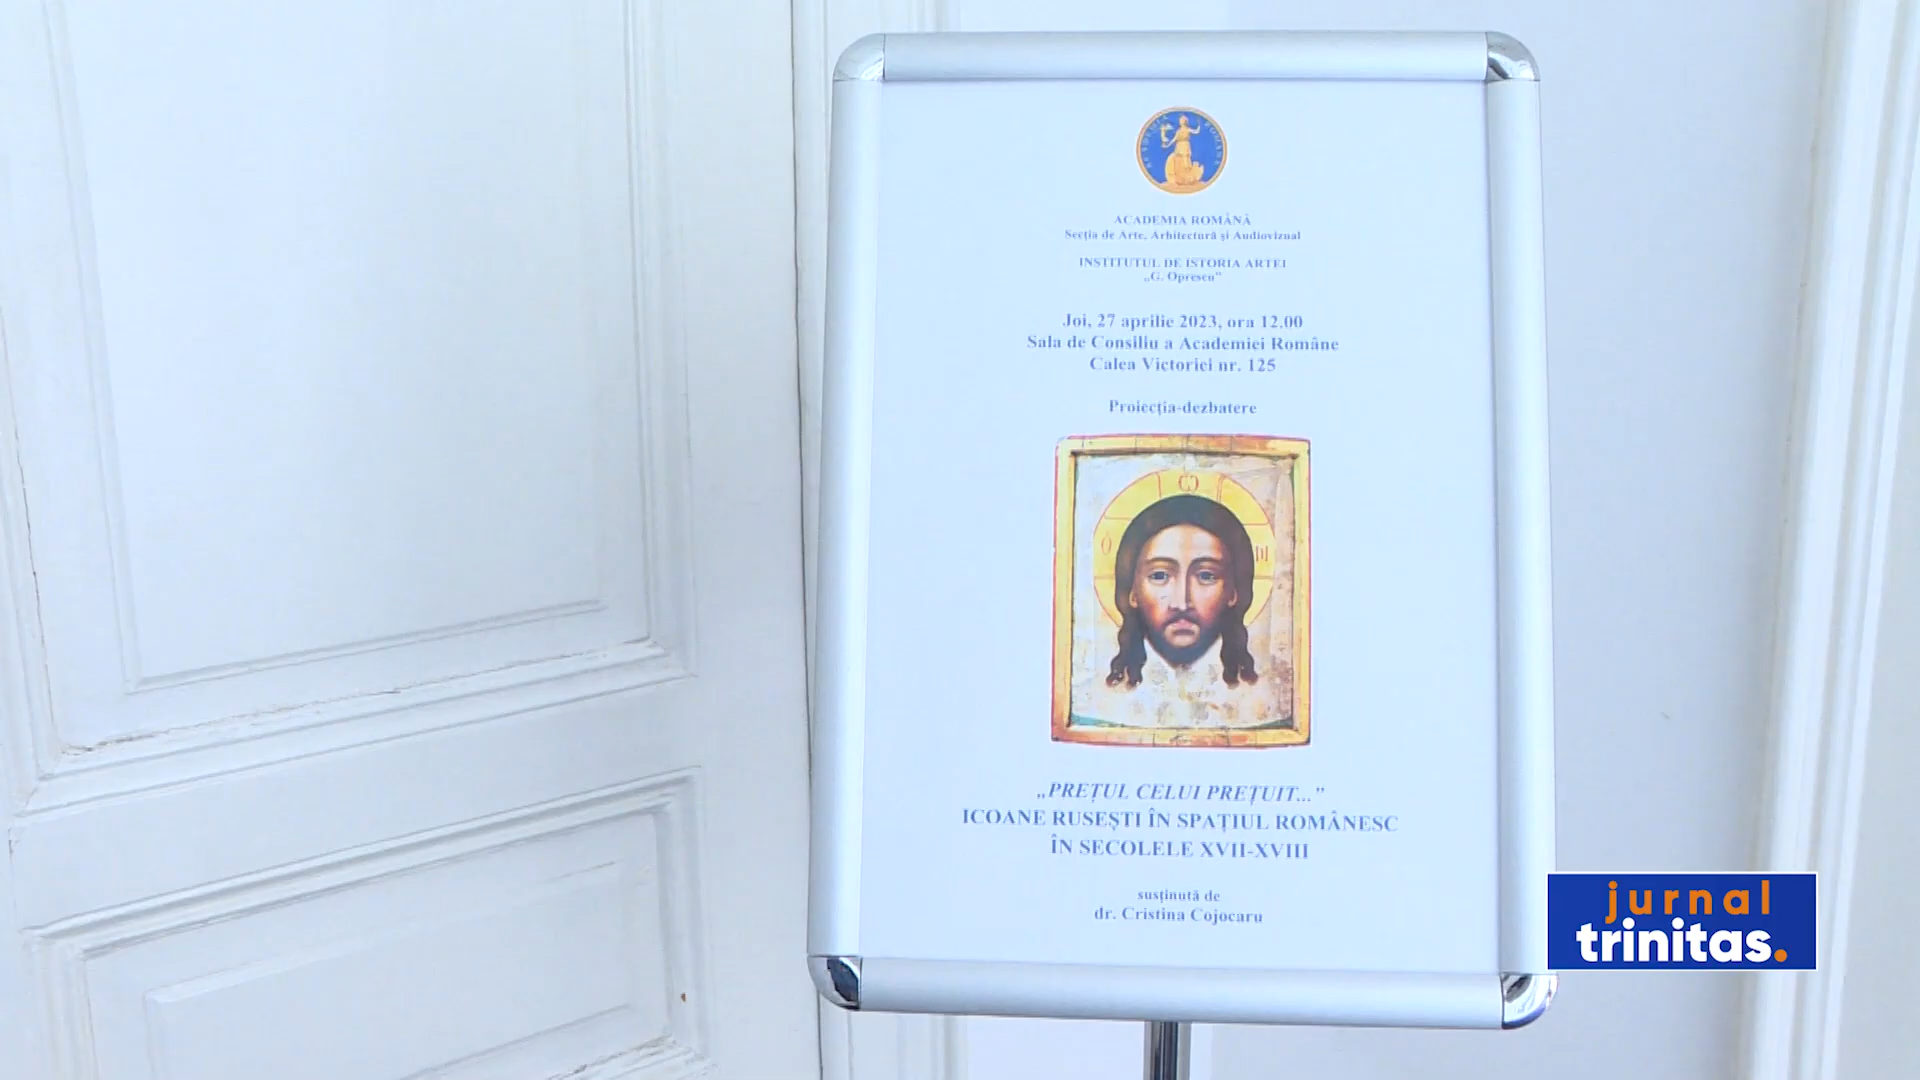 ACADEMIA ROMÂNĂ
ACADEMIA ROMÂNĂ
Secția de Arte, Arhitectură și Audiovizual
INSTITUTUL DE ISTORIA ARTEI
„G. Oprescu”
Joi, 27 aprilie 2023, ora 12.00
Sala de Consiliu a Academiei Române
Calea Victoriei nr. 125
Proiecția-dezbatere
„PREȚUL CELUI PREȚUIT...”
ICOANE RUSEȘTI ÎN SPAȚIUL ROMÂNESC
ÎN SECOLELE XVII-XVIII
susținută de
dr. Cristina Cojocaru
jurnal
trinitas.